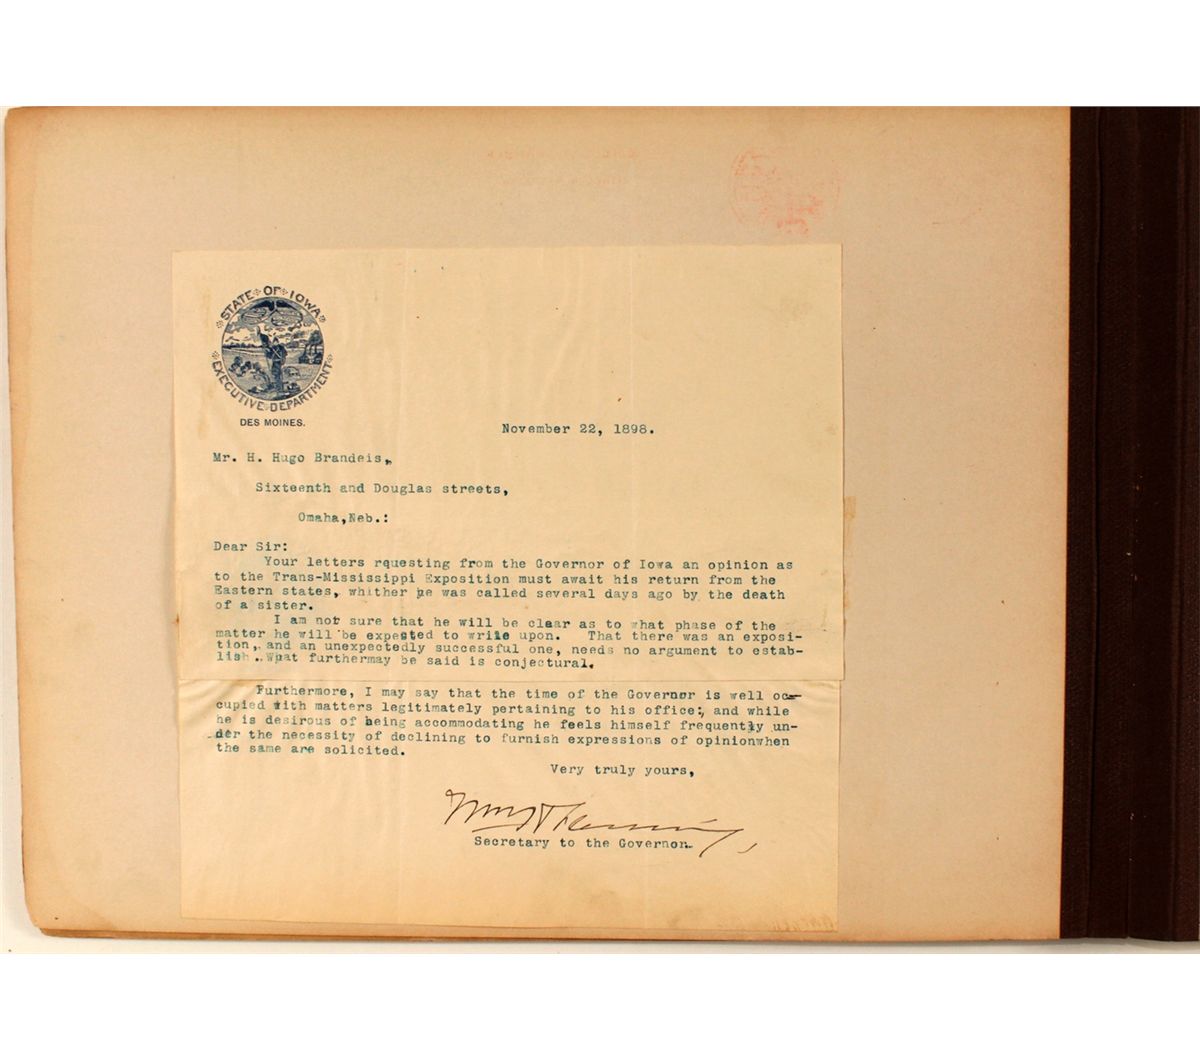 STATE OF IOWA
EXECUTIVE DEPARTMENT
DES MOINES.
November 22, 1898.
Mr. H. Hugo Brandeis,
Sixteenth and Douglas streets,
Omaha,Neb.:
Dear Sir:
Your letters rquesting from the Governor of Iowa an opinion as
to the Trans-Mississippi Exposition must await his return from the
Eastern states, whither he was called several days ago by the death
of a sister.
I am not sure that he will be clear as to what phase of the
matter he will be expected to write upon. That there was an exposi-
tion, and an unexpectedly successful one, needs no argument to estab-
lish. What furthermay be said is conjectural.
Furthermore, I may say that the time of the Governor is well oc-
cupied with matters legitimately pertaining to his office; and while
he is desirous of being accommodating he feels himself frequently un-
der the necessity of declining to furnish expressions of opinionwhen
the same are solicited.
Very truly yours,
Secretary to the Governor.